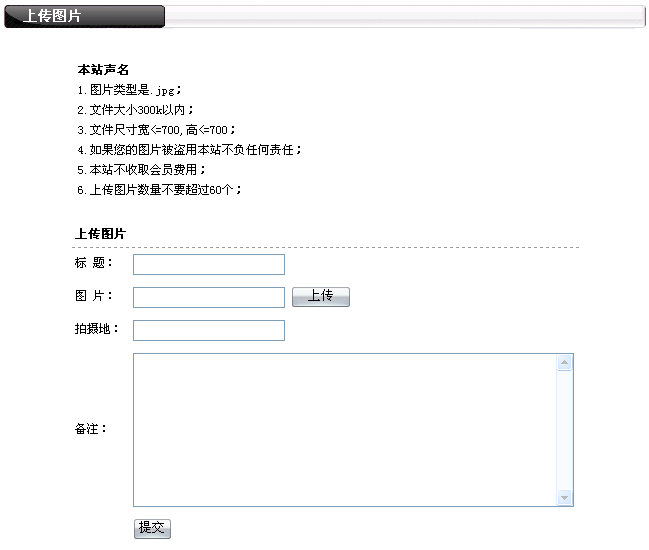 上传图片
本站声名
1.图片类型是.jpg;
2.文件大小300k以内;
3.文件尺寸宽<=700,高<=700;
4.如果您的图片被盗用本站不负任何责任;
5.本站不收取会员费用;
6.上传图片数量不要超过60个;
上传图片
标 题:
图 片: 上传
拍摄地:
备注:
提交